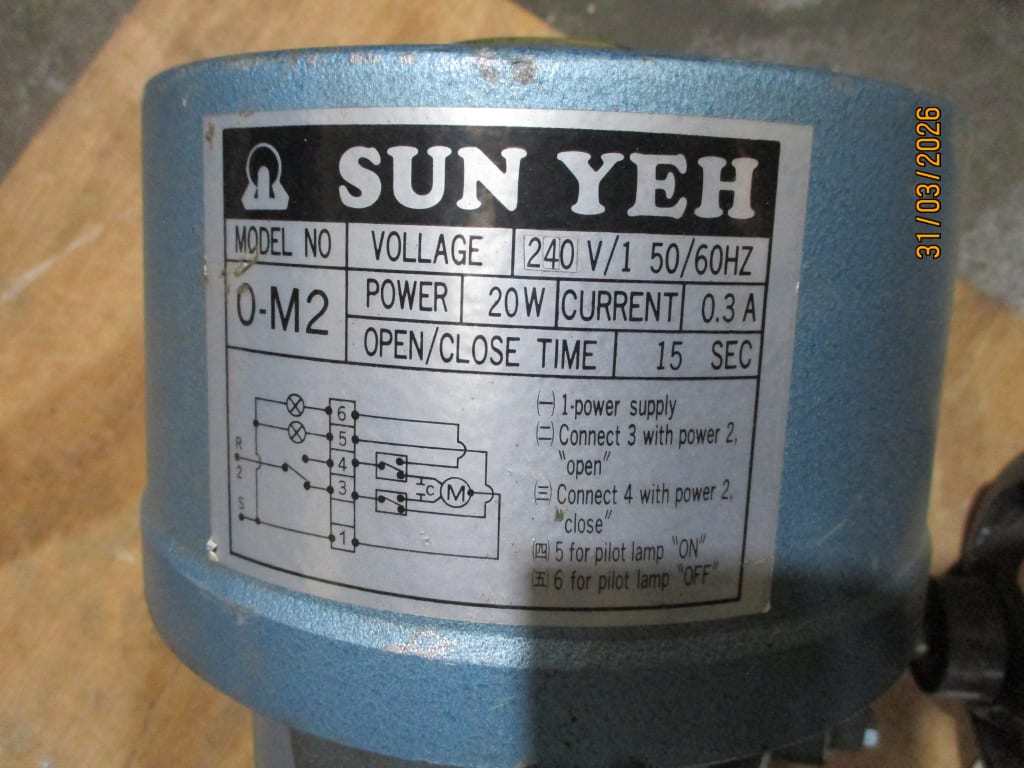 SUN YEH
MODEL NO
VOLLAGE
240 V/1 50/60HZ
O-M2
POWER
20W
CURRENT
0.3 A
OPEN/CLOSE TIME
15 SEC
6
5
R
4
2
3
C
M
S
1
㈠ 1-power supply
㈡ Connect 3 with power 2,
"open"
㈢ Connect 4 with power 2,
"close"
㈣ 5 for pilot lamp "ON"
㈤ 6 for pilot lamp "OFF"
31/03/2026